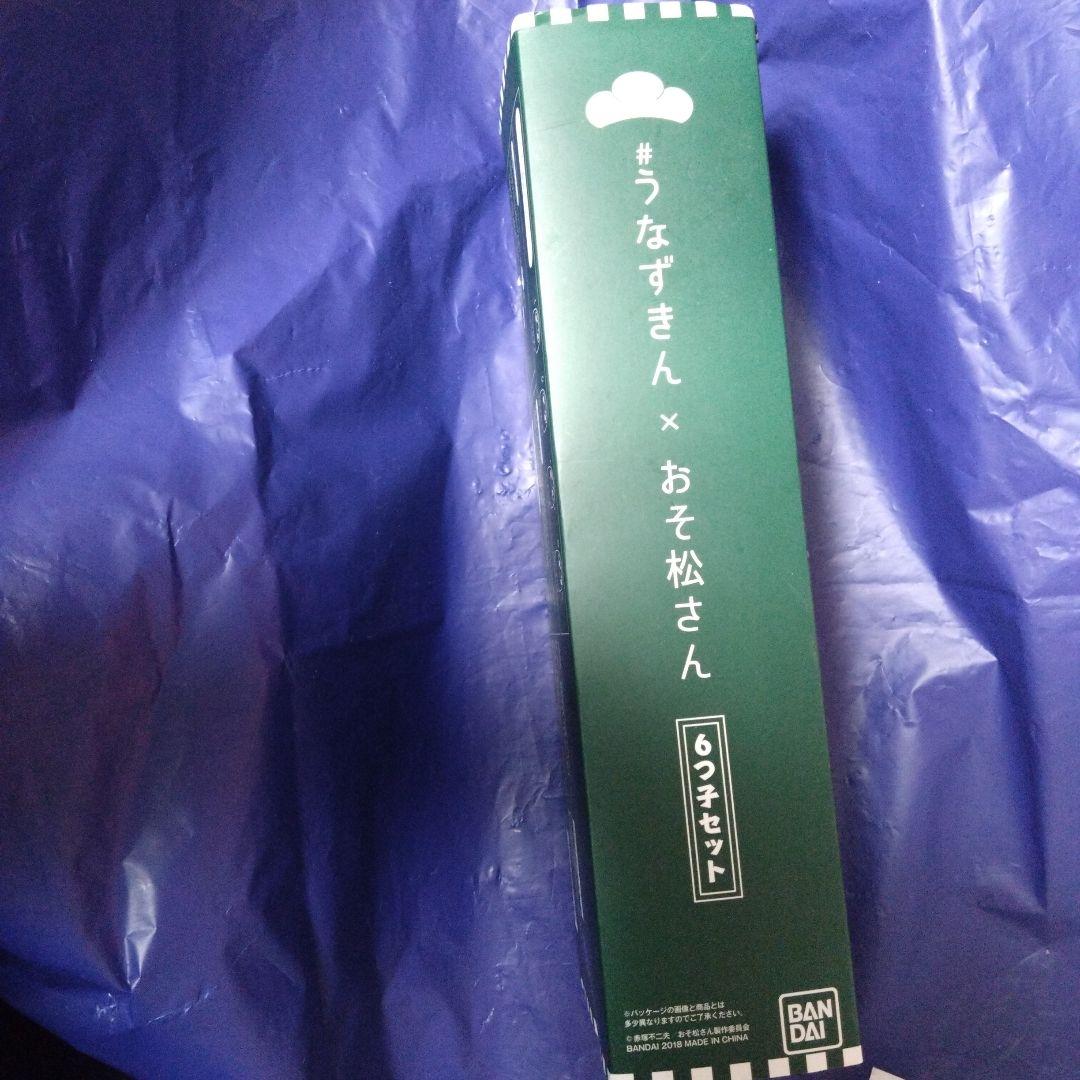 #うなずきん×おそ松さん
6つ子セット
※パッケージの画像と商品とは
多少異なりますのでご了承ください。
© 赤塚不二夫 おそ松さん製作委員会
BANDAI 2018 MADE IN CHINA
BAN
DAI